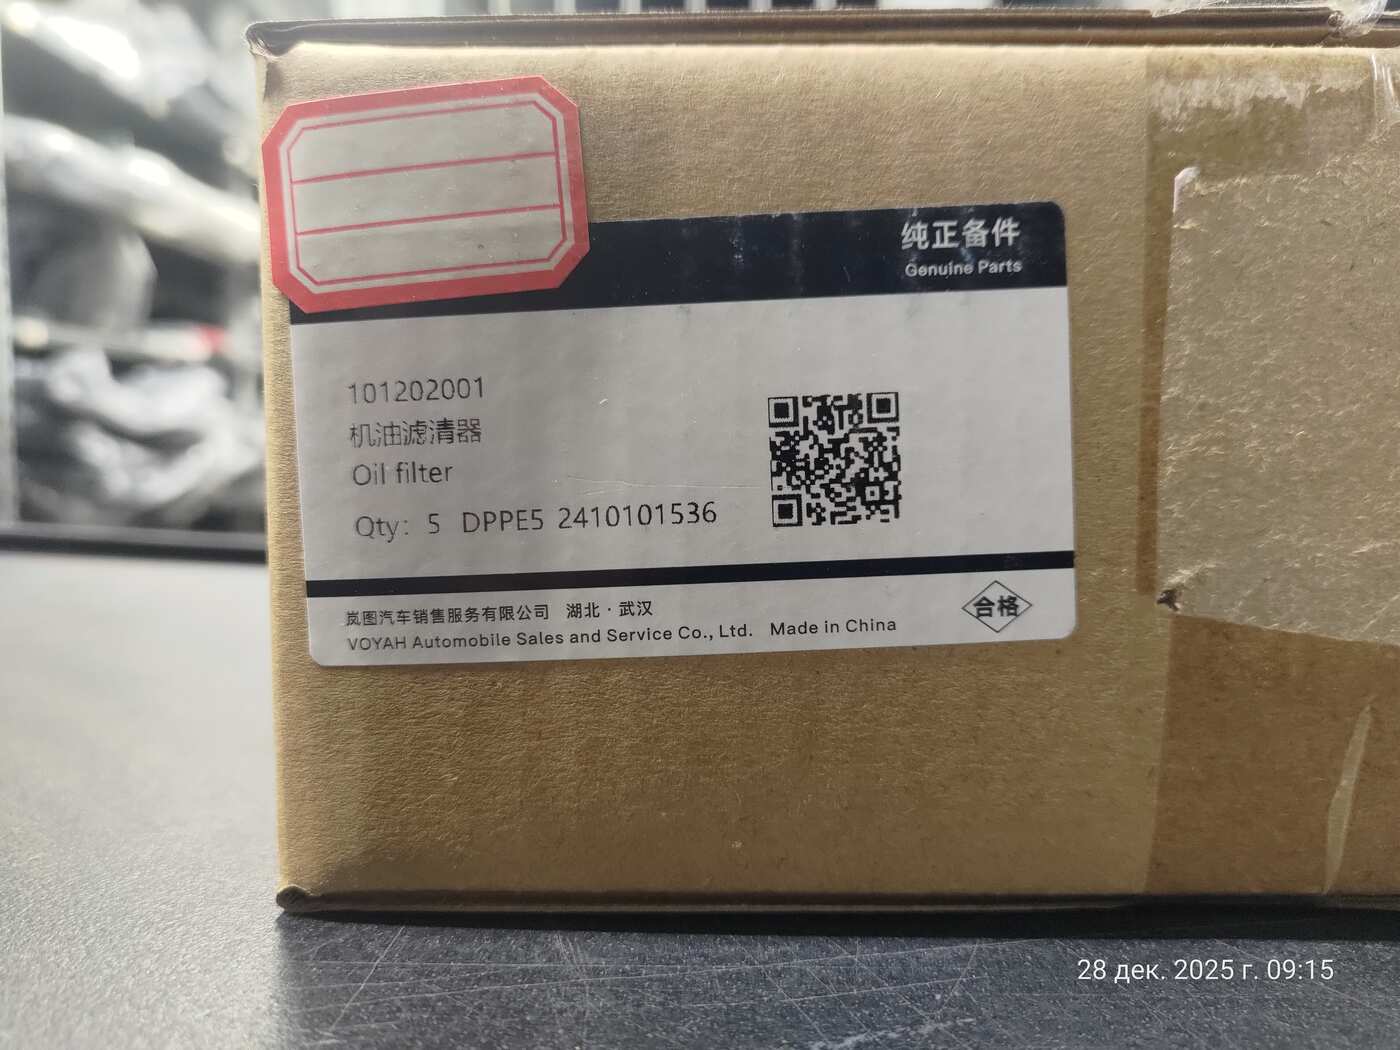 纯正备件
Genuine Parts
101202001
机油滤清器
Oil filter
Qty: 5 DPPE5 2410101536
岚图汽车销售服务有限公司 湖北·武汉
VOYAH Automobile Sales and Service Co., Ltd. Made in China
合格
28 дек. 2025 г. 09:15